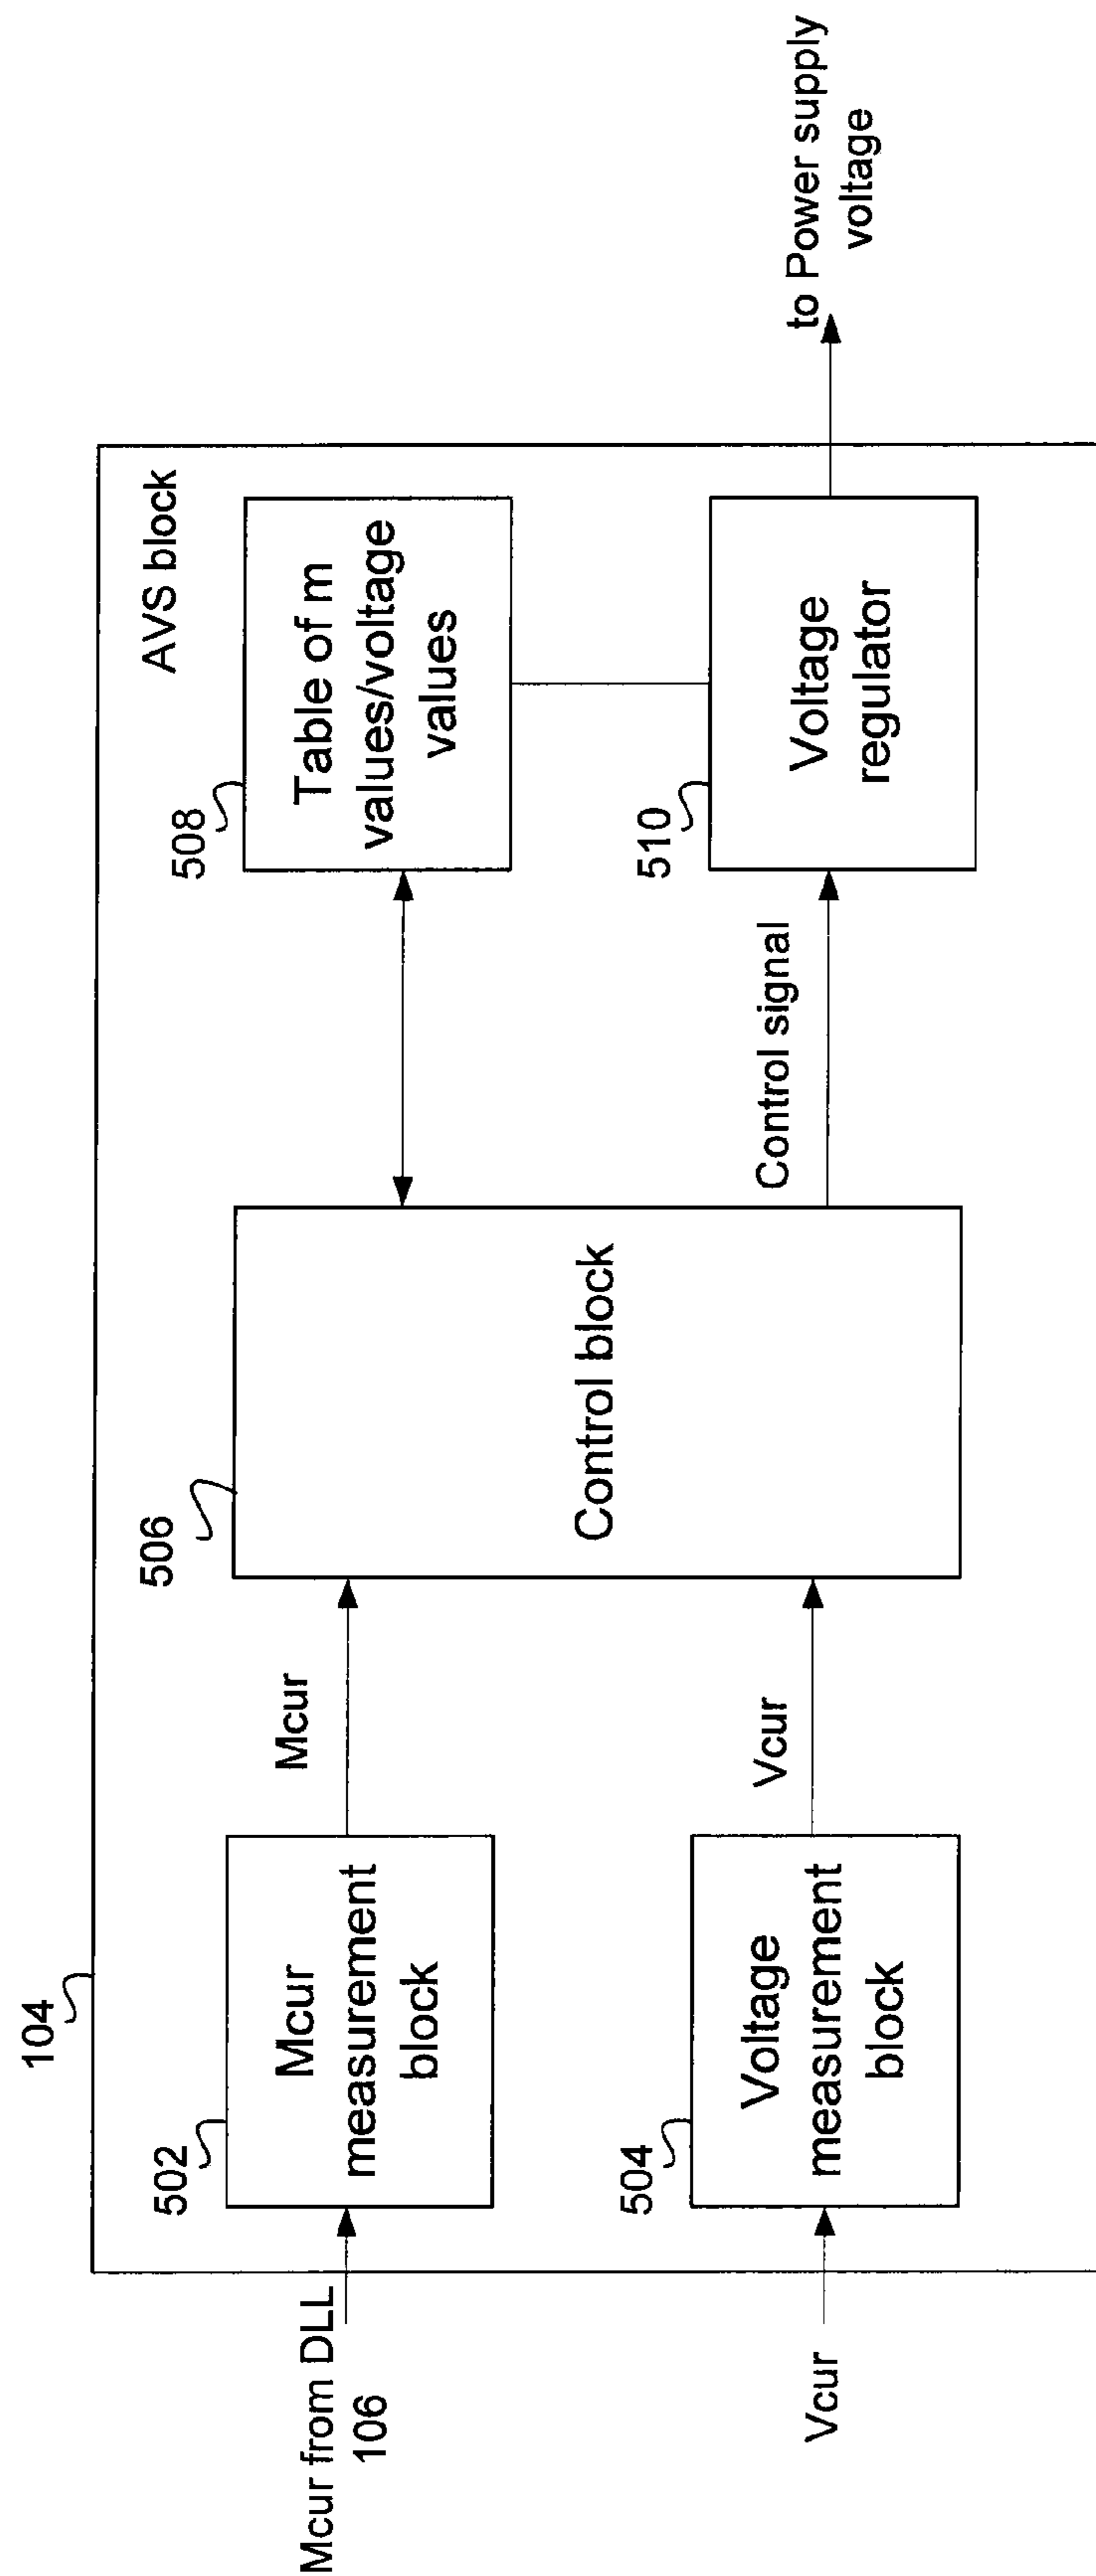 104
AVS block
Mcur from DLL
106
502
Mcur
measurement
block
Mcur
506
Control block
508
Table of m
values/voltage
values
Vcur
504
Voltage
measurement
block
Vcur
Control signal
510
Voltage
regulator
to Power supply
voltage